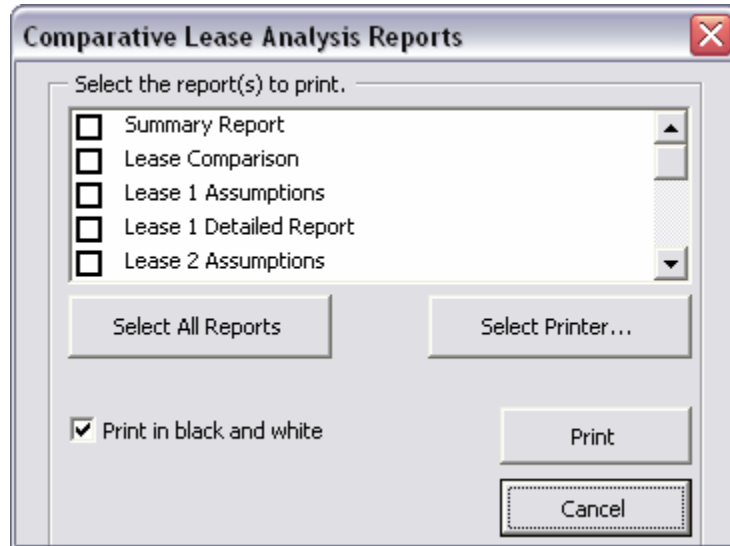 Comparative Lease Analysis Reports
Select the report(s) to print.
Summary Report
Lease Comparison
Lease 1 Assumptions
Lease 1 Detailed Report
Lease 2 Assumptions
Select All Reports
Select Printer...
Print in black and white
Print
Cancel